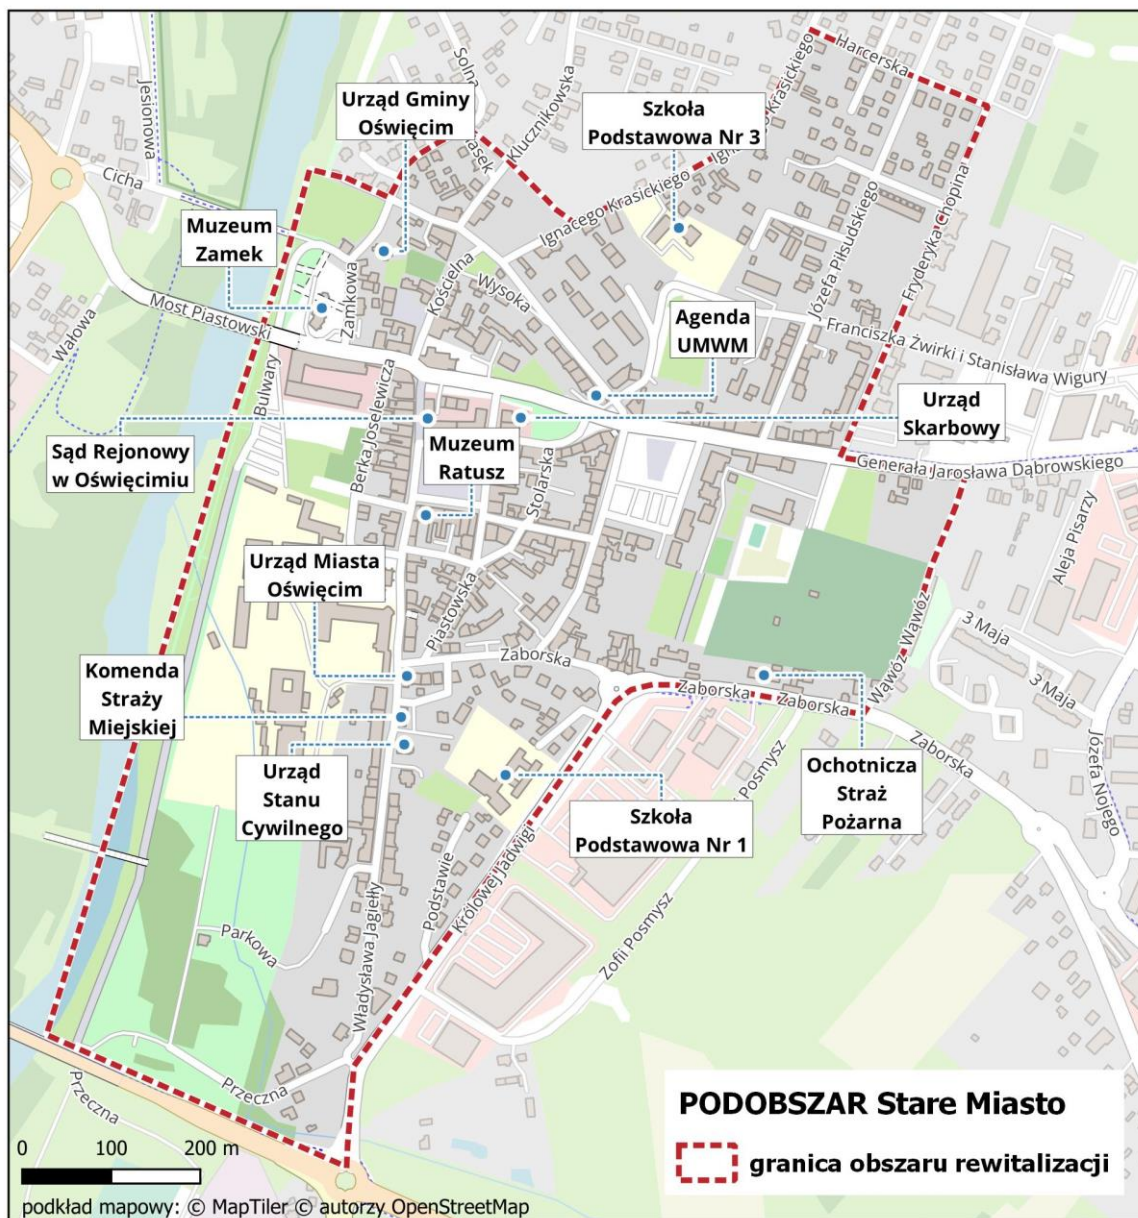 Solna
Klucznikowska
Ignacego Krasickiego
Harcerska
Jesionowa
Urząd Gminy
Oświęcim
Szkoła
Podstawowa Nr 3
Cicha
Ignacego Krasickiego
Muzeum
Zamek
Zamkowa
Kościelna
Wysoka
Józefa Piłsudskiego
Fryderyka Chopina
Most Piastowski
Wałowa
Bulwary
Berka Joselewicza
Agenda
UMWM
Franciszka Żwirki i Stanisława Wigury
Urząd
Skarbowy
Sąd Rejonowy
w Oświęcimiu
Muzeum
Ratusz
Stolarska
Generała Jarosława Dąbrowskiego
Aleja Pisarzy
Urząd Miasta
Oświęcim
Piastowska
Zaborska
Wąwóz
Wąwóz
3 Maja
3 Maja
Komenda
Straży
Miejskiej
Zaborska
Zaborska
Zaborska
Józefa Nojego
Urząd
Stanu
Cywilnego
Ochotnicza
Straż
Pożarna
Szkoła
Podstawowa Nr 1
Podstawie
Królowej Jadwigi
Zofii Posmysz
Parkowa
Władysława Jagiełły
Przeczna
Przeczna
PODOBSZAR Stare Miasto
granica obszaru rewitalizacji
0 100 200 m
podkład mapowy: © MapTiler © autorzy OpenStreetMap